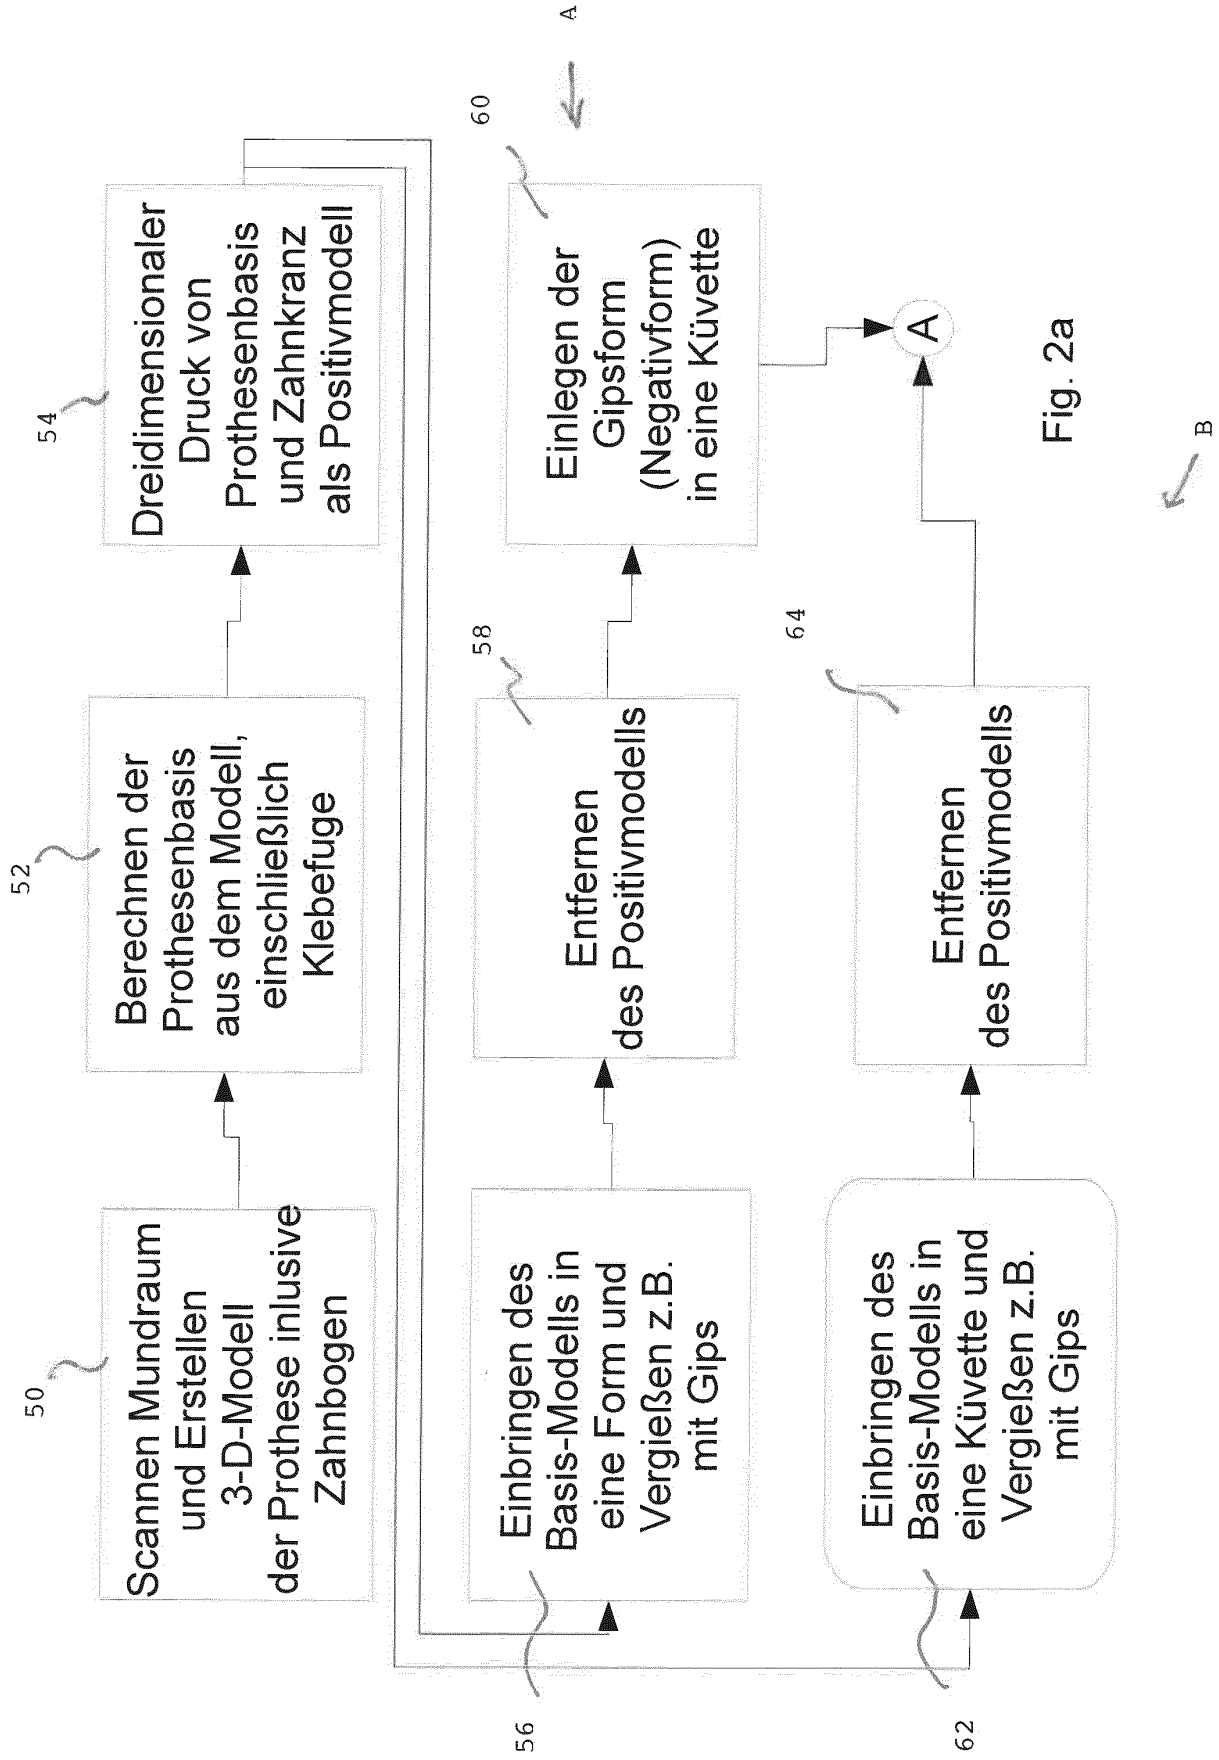 50
Scannen Mundraum
und Erstellen
3-D-Modell
der Prothese inlusive
Zahnbogen
52
Berechnen der
Prothesenbasis
aus dem Modell,
einschließlich
Klebefuge
54
Dreidimensionaler
Druck von
Prothesenbasis
und Zahnkranz
als Positivmodell
56
Einbringen des
Basis-Modells in
eine Form und
Vergießen z.B.
mit Gips
58
Entfernen
des Positivmodells
60
Einlegen der
Gipsform
(Negativform)
in eine Küvette
A
62
Einbringen des
Basis-Modells in
eine Küvette und
Vergießen z.B.
mit Gips
64
Entfernen
des Positivmodells
A
Fig. 2a
B